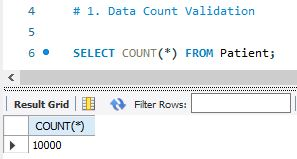 4 # 1. Data Count Validation
5
6 SELECT COUNT(*) FROM Patient;
Result Grid Filter Rows:
COUNT(*)
10000